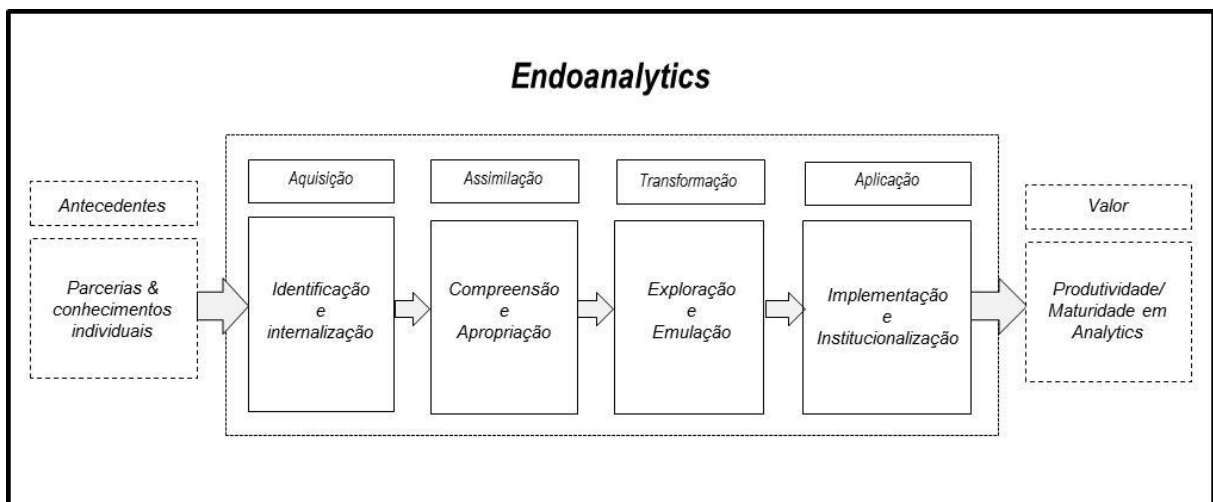 Endoanalytics
Antecedentes
Parcerias &
conhecimentos
individuais
Aquisição
Identificação
e
internalização
Assimilação
Compreensão
e
Apropriação
Transformação
Exploração
e
Emulação
Aplicação
Implementação
e
Institucionalização
Valor
Produtividade/
Maturidade em
Analytics